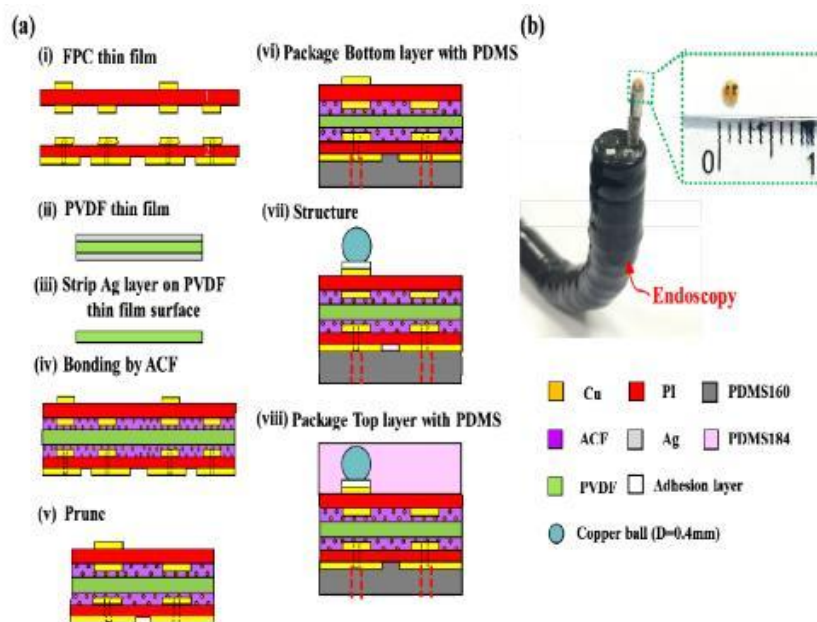 (a)
(i) FPC thin film
(ii) PVDF thin film
(iii) Strip Ag layer on PVDF
thin film surface
(iv) Bonding by ACF
(v) Prunc
(vi) Package Bottom layer with PDMS
(vii) Structure
(viii) Package Top layer with PDMS
(b)
0 1
Endoscopy
Cu PI PDMS160
ACF Ag PDMS184
PVDF Adhesion layer
Copper ball (D=0.4mm)